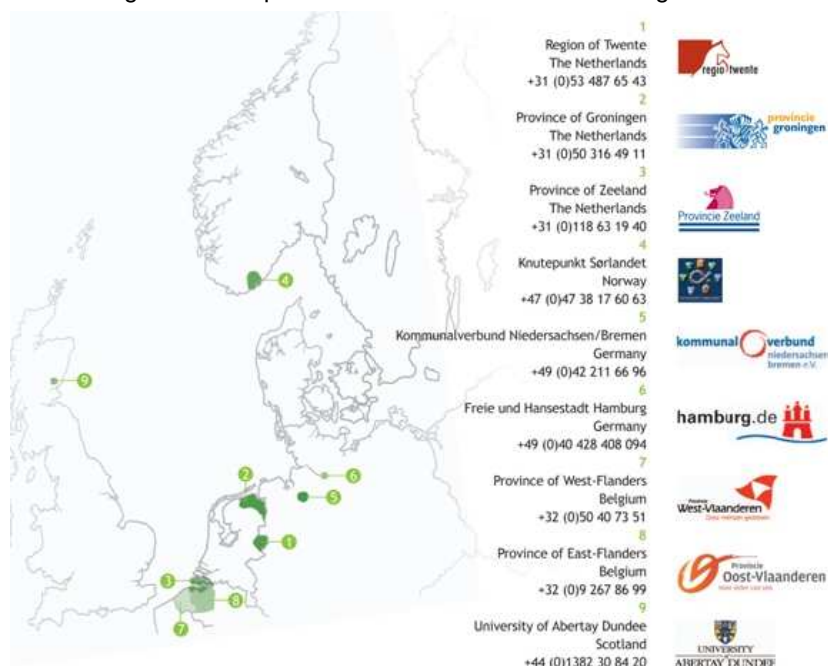 1
Region of Twente
The Netherlands
+31 (0)53 487 65 43
regio twente
2
Province of Groningen
The Netherlands
+31 (0)50 316 49 11
provincie
groningen
3
Province of Zeeland
The Netherlands
+31 (0)118 63 19 40
Provincie Zeeland
4
Knutepunkt Sørlandet
Norway
+47 (0)47 38 17 60 63
5
Kommunalverbund Niedersachsen/Bremen
Germany
+49 (0)42 211 66 96
kommunal verbund
niedersachsen
bremen e.V.
6
Freie und Hansestadt Hamburg
Germany
+49 (0)40 428 408 094
hamburg.de
7
Province of West-Flanders
Belgium
+32 (0)50 40 73 51
Provincie
West-Vlaanderen
8
Province of East-Flanders
Belgium
+32 (0)9 267 86 99
Provincie
Oost-Vlaanderen
9
University of Abertay Dundee
Scotland
+44 (0)1382 30 84 20
UNIVERSITY
ABERTAY DUNDEE
4
9
6
2
5
1
3
8
7